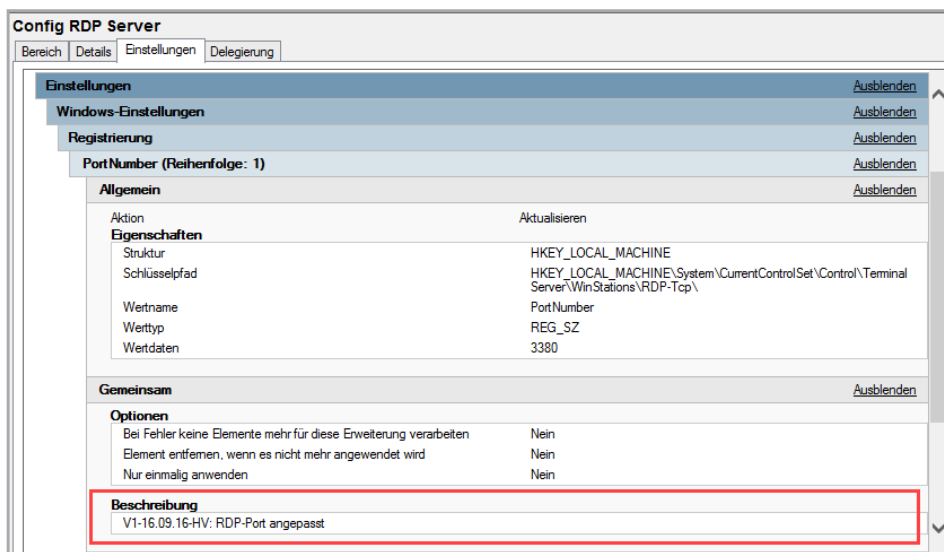 Config RDP Server
Bereich Details Einstellungen Delegierung
Einstellungen Ausblenden
Windows-Einstellungen Ausblenden
Registrierung Ausblenden
PortNumber (Reihenfolge: 1) Ausblenden
Allgemein Ausblenden
Aktion Aktualisieren
Eigenschaften
Struktur HKEY_LOCAL_MACHINE
Schlüsselpfad HKEY_LOCAL_MACHINE\System\CurrentControlSet\Control\Terminal
Server\WinStations\RDP-Tcp\
Wertname PortNumber
Werttyp REG_SZ
Wertdaten 3380
Gemeinsam Ausblenden
Optionen
Bei Fehler keine Elemente mehr für diese Erweiterung verarbeiten Nein
Element entfernen, wenn es nicht mehr angewendet wird Nein
Nur einmalig anwenden Nein
Beschreibung
V1-16.09.16-HV: RDP-Port angepasst